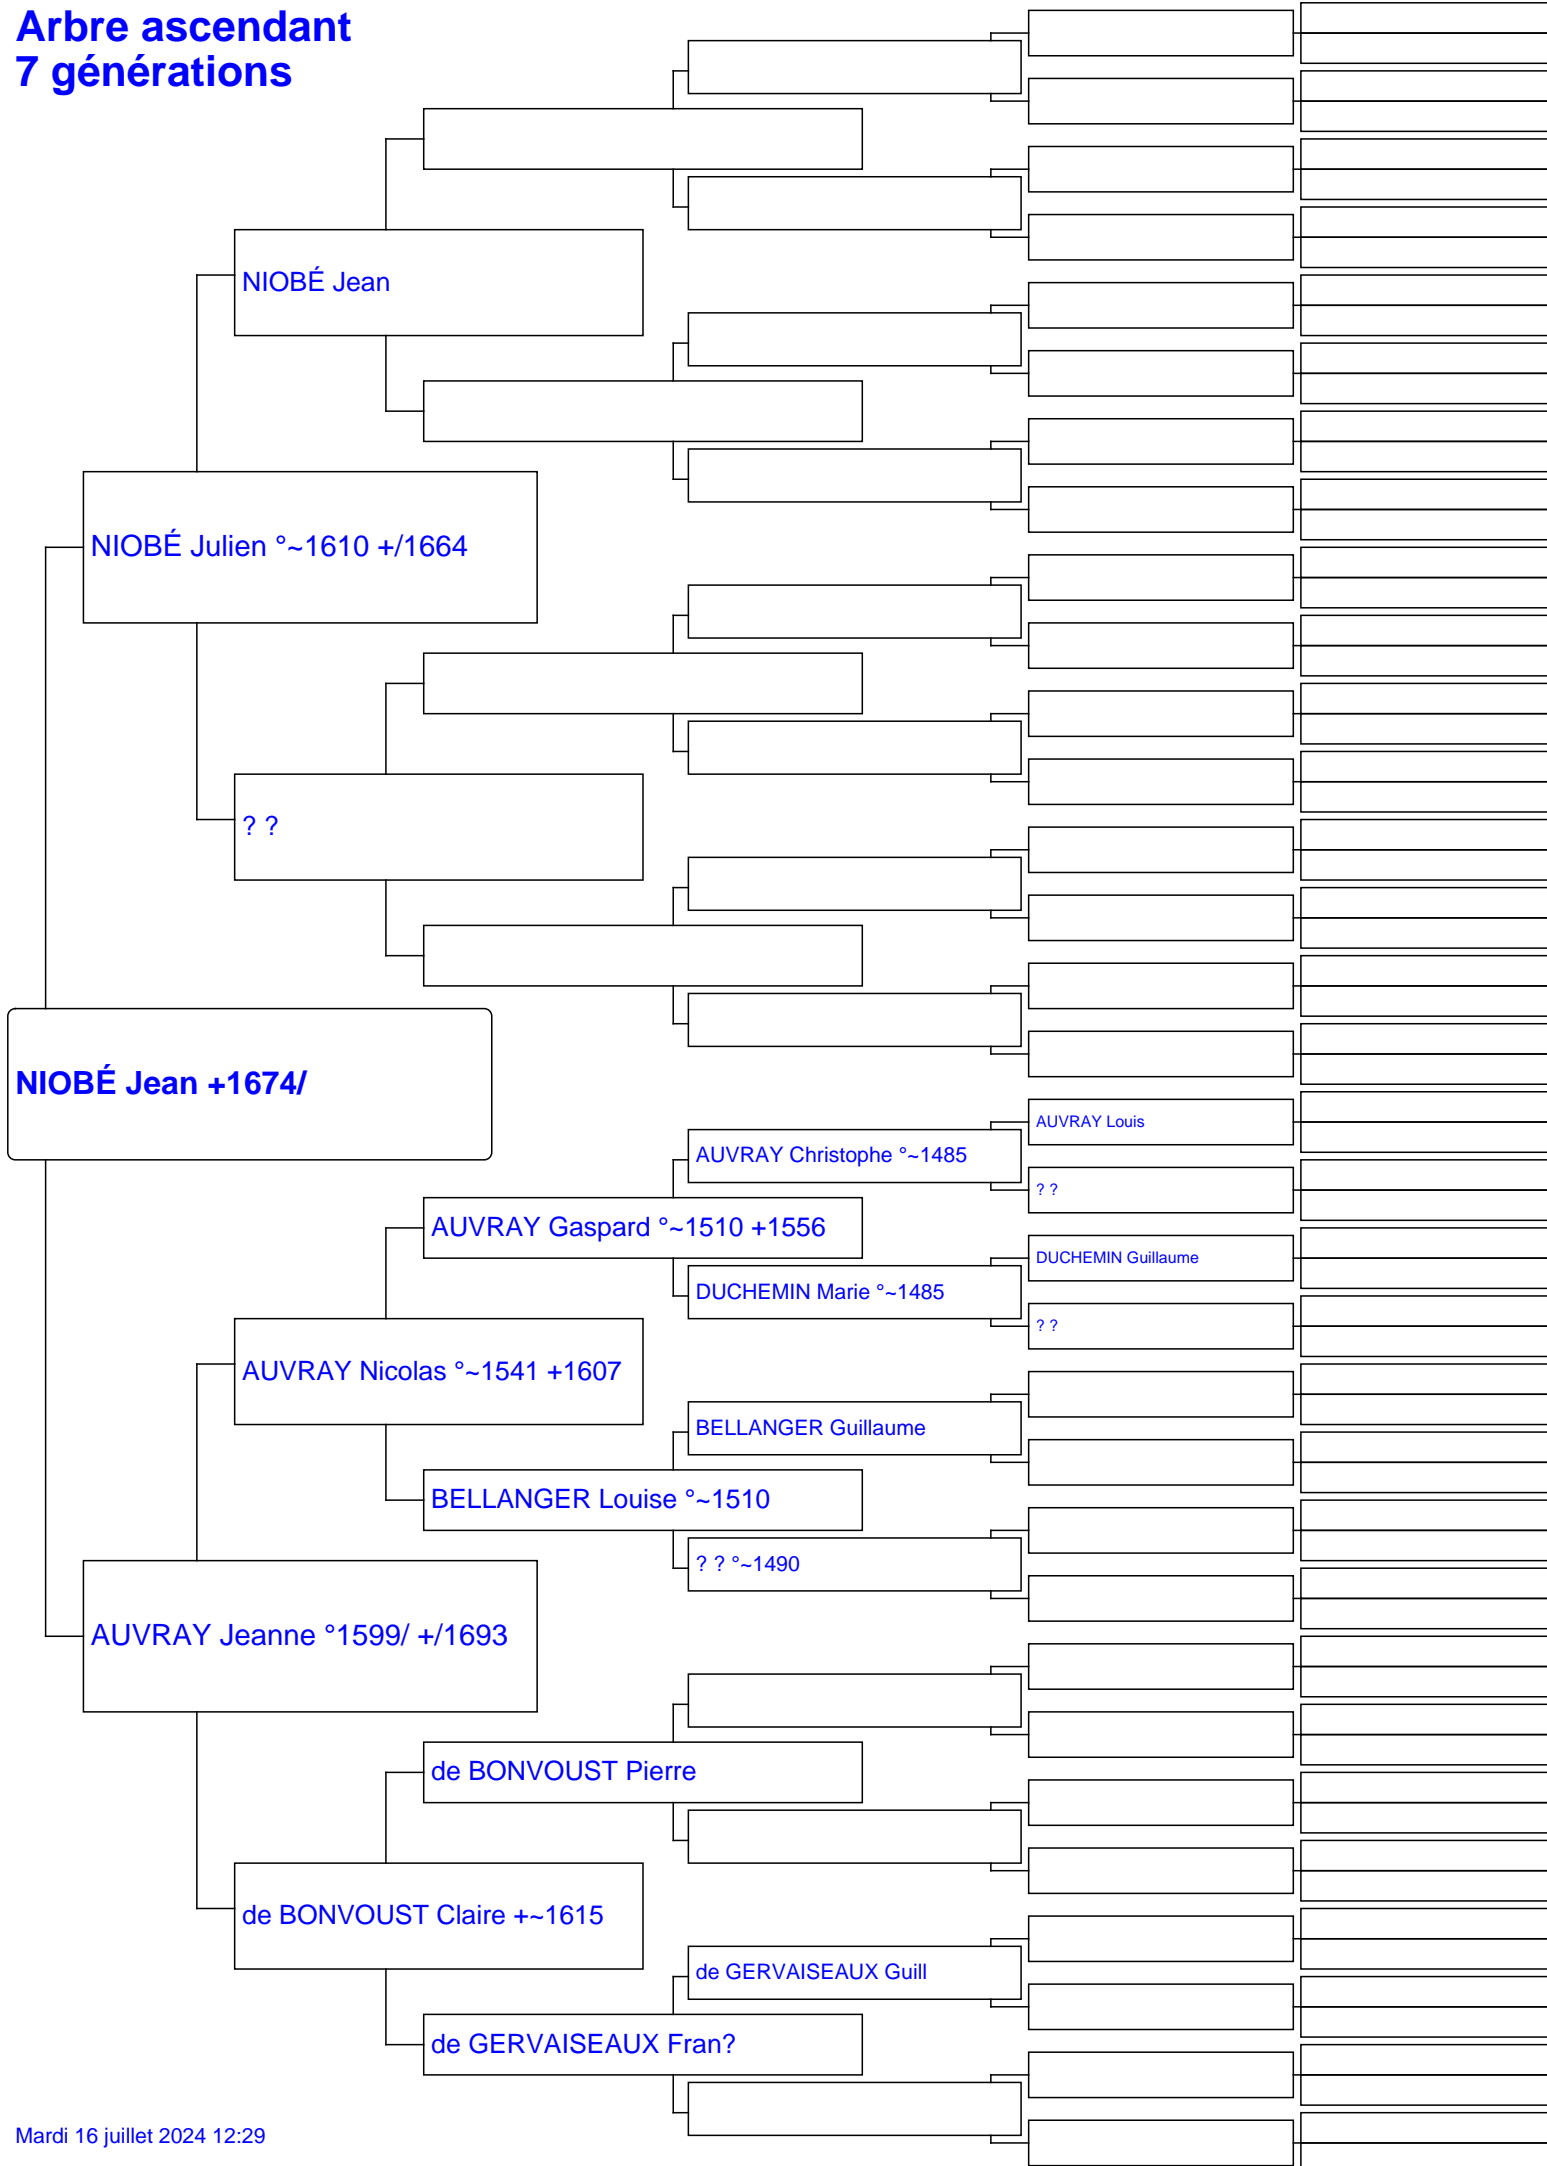 Arbre ascendant
7 générations
NIOBÉ Jean
NIOBÉ Julien °~1610 +/1664
? ?
NIOBÉ Jean +1674/
AUVRAY Louis
AUVRAY Christophe °~1485
? ?
AUVRAY Gaspard °~1510 +1556
DUCHEMIN Guillaume
DUCHEMIN Marie °~1485
? ?
AUVRAY Nicolas °~1541 +1607
BELLANGER Guillaume
BELLANGER Louise °~1510
? ? °~1490
AUVRAY Jeanne °1599/ +/1693
de BONVOUST Pierre
de BONVOUST Claire +~1615
de GERVAISEAUX Guill
de GERVAISEAUX Fran?
Mardi 16 juillet 2024 12:29